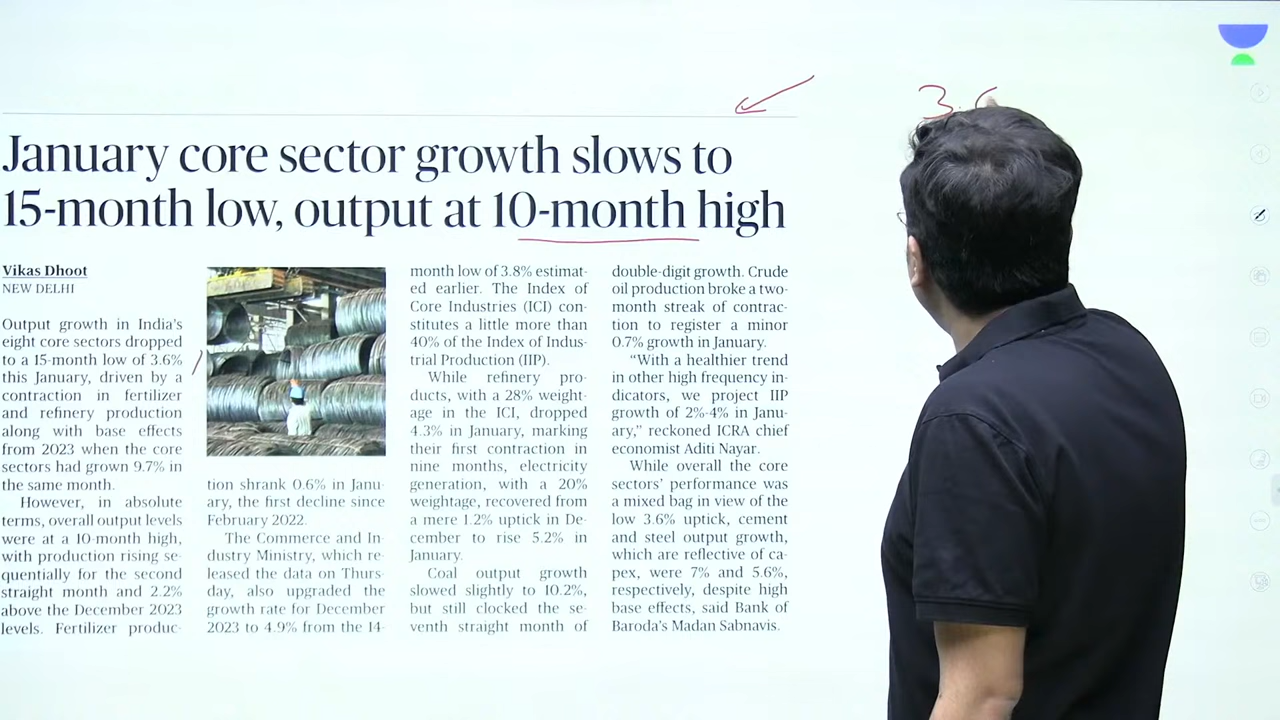 3.6
January core sector growth slows to
15-month low, output at 10-month high
Vikas Dhoot
NEW DELHI
Output growth in India's
eight core sectors dropped
to a 15-month low of 3.6%
this January, driven by a
contraction in fertilizer
and refinery production
along with base effects
from 2023 when the core
sectors had grown 9.7% in
the same month.
However, in absolute
terms, overall output levels
were at a 10-month high,
with production rising se-
quentially for the second
straight month and 2.2%
above the December 2023
levels. Fertilizer produc-
tion shrank 0.6% in Janu-
ary, the first decline since
February 2022.
The Commerce and In-
dustry Ministry, which re-
leased the data on Thurs-
day, also upgraded the
growth rate for December
2023 to 4.9% from the 14-
month low of 3.8% estimat-
ed earlier. The Index of
Core Industries (ICI) con-
stitutes a little more than
40% of the Index of Indus-
trial Production (IIP).
While refinery pro-
ducts, with a 28% weight-
age in the ICI, dropped
4.3% in January, marking
their first contraction in
nine months, electricity
generation, with a 20%
weightage, recovered from
a mere 1.2% uptick in De-
cember to rise 5.2% in
January.
Coal output growth
slowed slightly to 10.2%,
but still clocked the se-
venth straight month of
double-digit growth. Crude
oil production broke a two-
month streak of contrac-
tion to register a minor
0.7% growth in January.
"With a healthier trend
in other high frequency in-
dicators, we project IIP
growth of 2%-4% in Janu-
ary," reckoned ICRA chief
economist Aditi Nayar.
While overall the core
sectors' performance was
a mixed bag in view of the
low 3.6% uptick, cement
and steel output growth,
which are reflective of ca-
pex, were 7% and 5.6%,
respectively, despite high
base effects, said Bank of
Baroda's Madan Sabnavis.